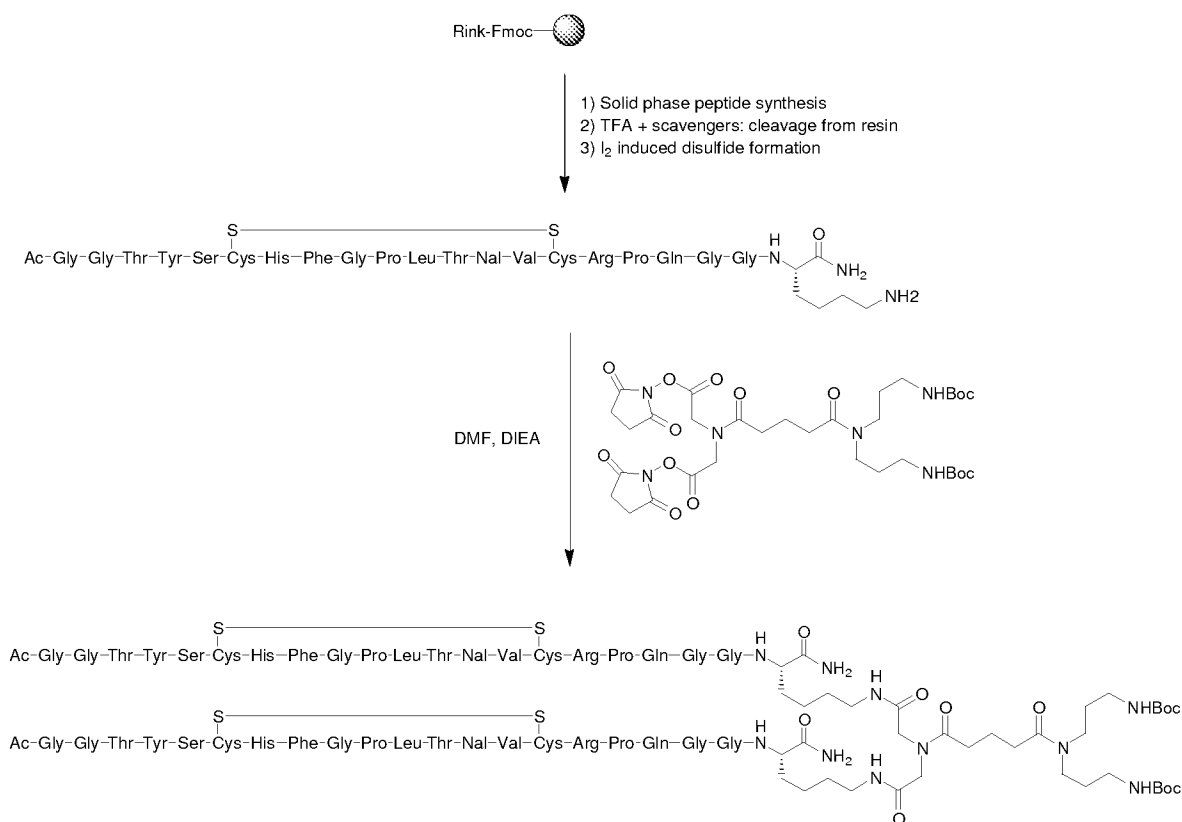 Rink-Fmoc
1) Solid phase peptide synthesis
2) TFA + scavengers: cleavage from resin
3) I2 induced disulfide formation
S S
Ac-Gly-Gly-Thr-Tyr-Ser-Cys-His-Phe-Gly-Pro-Leu-Thr-Nal-Val-Cys-Arg-Pro-Gln-Gly-Gly-N
H
O
NH2
NH2
DMF, DIEA
O
N
O
O
O
O
N
O
O
O
O
N
O
O
N
NHBoc
NHBoc
S S
Ac-Gly-Gly-Thr-Tyr-Ser-Cys-His-Phe-Gly-Pro-Leu-Thr-Nal-Val-Cys-Arg-Pro-Gln-Gly-Gly-N
H
O
NH2
H
N
O
S S
Ac-Gly-Gly-Thr-Tyr-Ser-Cys-His-Phe-Gly-Pro-Leu-Thr-Nal-Val-Cys-Arg-Pro-Gln-Gly-Gly-N
H
O
NH2
H
N
O
N
O
O
N
NHBoc
NHBoc